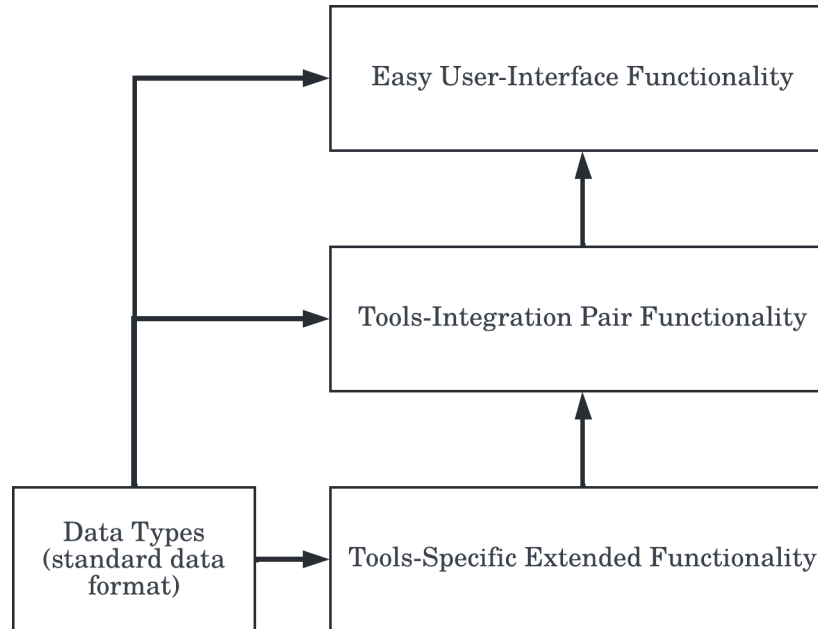 Easy User-Interface Functionality
Tools-Integration Pair Functionality
Data Types
(standard data
format)
Tools-Specific Extended Functionality